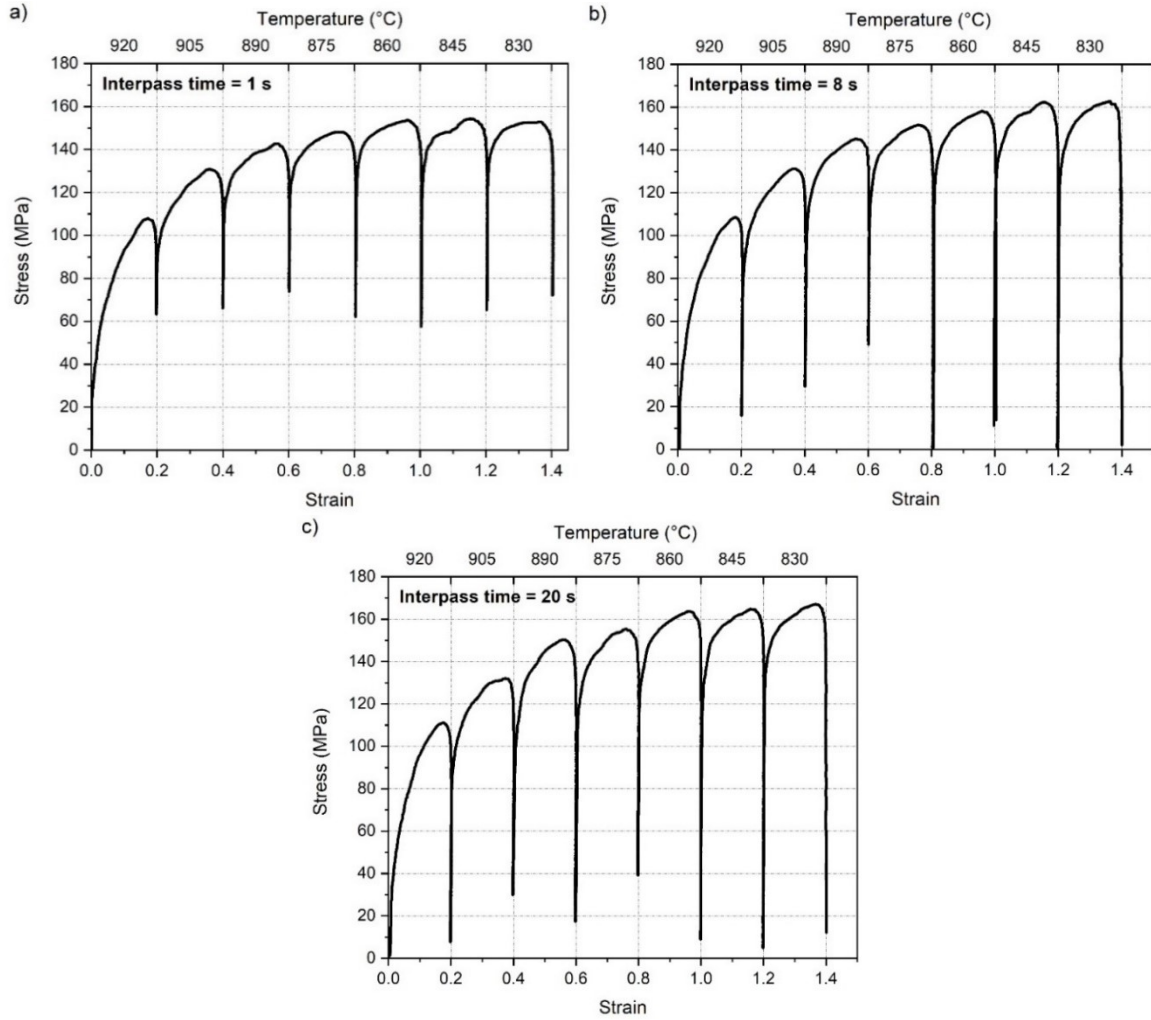 a)
Temperature (°C)
920 905 890 875 860 845 830
Interpass time = 1 s
180
160
140
120
100
80
60
40
20
0
Stress (MPa)
0.0 0.2 0.4 0.6 0.8 1.0 1.2 1.4
Strain
b)
Temperature (°C)
920 905 890 875 860 845 830
Interpass time = 8 s
180
160
140
120
100
80
60
40
20
0
Stress (MPa)
0.0 0.2 0.4 0.6 0.8 1.0 1.2 1.4
Strain
c)
Temperature (°C)
920 905 890 875 860 845 830
Interpass time = 20 s
180
160
140
120
100
80
60
40
20
0
Stress (MPa)
0.0 0.2 0.4 0.6 0.8 1.0 1.2 1.4
Strain